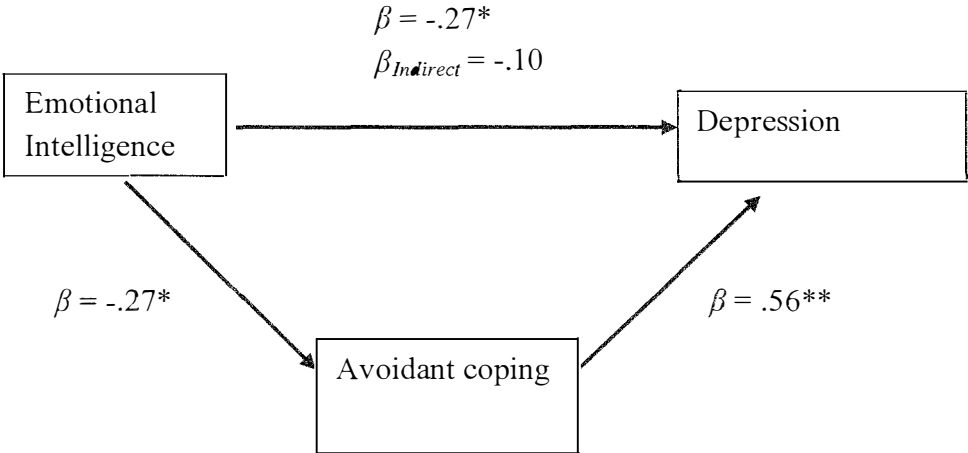 β = -.27*
βIndirect = -.10
Emotional
Intelligence
Depression
β = -.27*
β = .56**
Avoidant coping